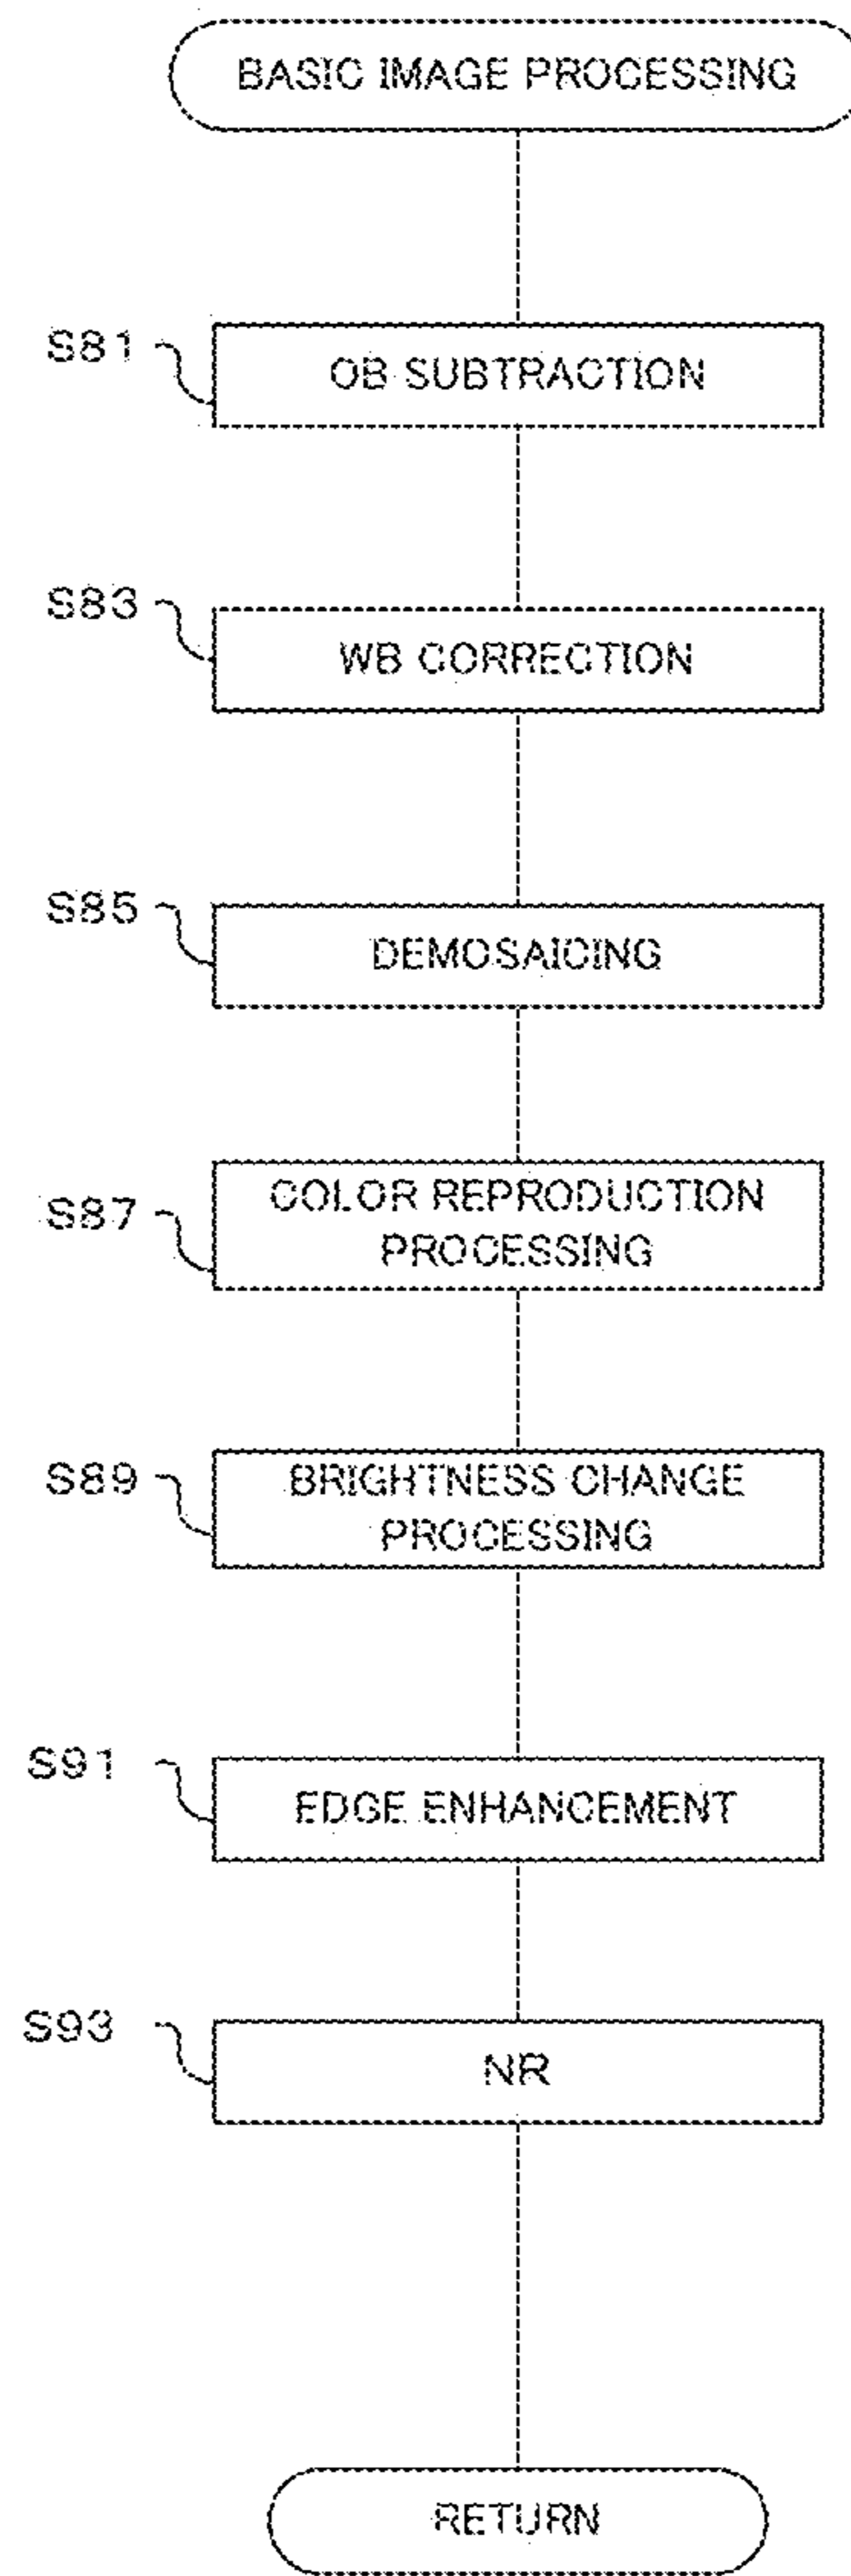 BASIC IMAGE PROCESSING
S81
OB SUBTRACTION
S83
WB CORRECTION
S85
DEMOSAICING
S87
COLOR REPRODUCTION
PROCESSING
S89
BRIGHTNESS CHANGE
PROCESSING
S91
EDGE ENHANCEMENT
S93
NR
RETURN